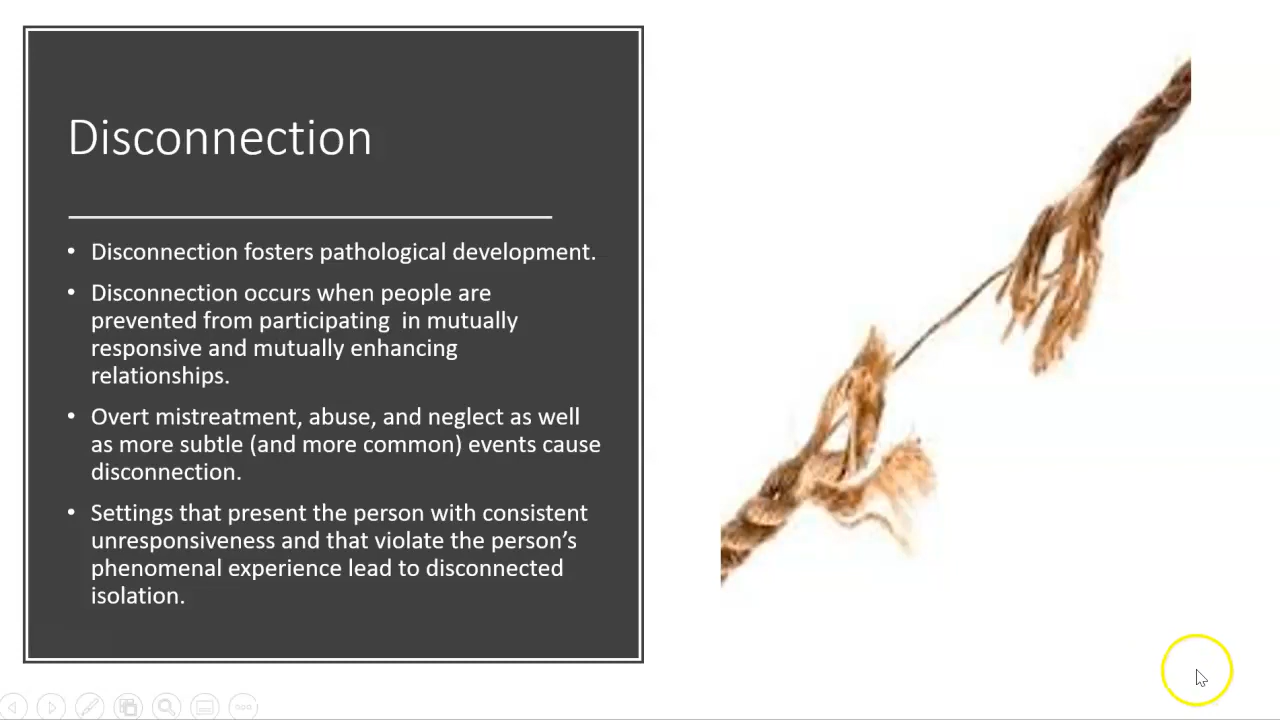 Disconnection
• Disconnection fosters pathological development.
• Disconnection occurs when people are
prevented from participating  in mutually
responsive and mutually enhancing
relationships.
• Overt mistreatment, abuse, and neglect as well
as more subtle (and more common) events cause
disconnection.
• Settings that present the person with consistent
unresponsiveness and that violate the person’s
phenomenal experience lead to disconnected
isolation.